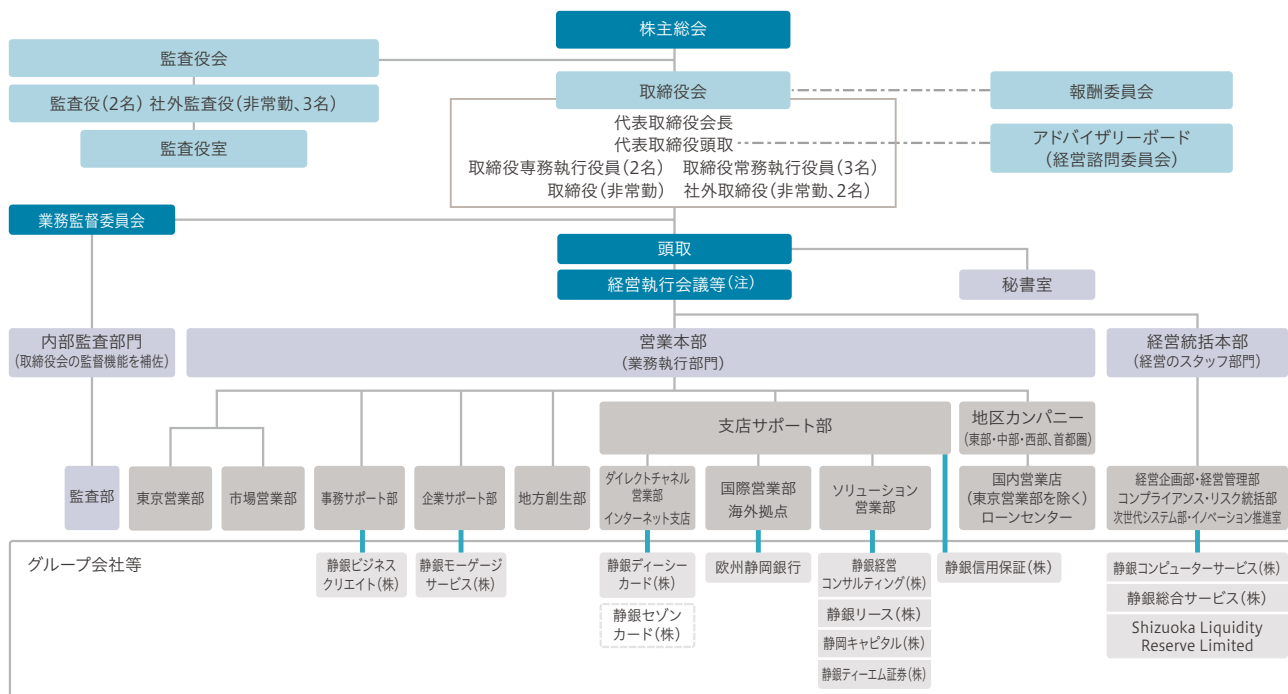 株主総会
監査役会
監査役(2名) 社外監査役(非常勤、3名)
監査役室
取締役会
代表取締役会長
代表取締役頭取
取締役専務執行役員(2名) 取締役常務執行役員(3名)
取締役(非常勤) 社外取締役(非常勤、2名)
報酬委員会
アドバイザリーボード
(経営諮問委員会)
業務監督委員会
頭取
経営執行会議等(注)
秘書室
内部監査部門
(取締役会の監督機能を補佐)
営業本部
(業務執行部門)
経営統括本部
(経営のスタッフ部門)
支店サポート部
地区カンパニー
(東部・中部・西部、首都圏)
監査部
東京営業部
市場営業部
事務サポート部
企業サポート部
地方創生部
ダイレクトチャネル
営業部
インターネット支店
国際営業部
海外拠点
ソリューション
営業部
国内営業店
(東京営業部を除く)
ローンセンター
経営企画部・経営管理部
コンプライアンス・リスク統括部
次世代システム部・イノベーション推進室
グループ会社等
静銀ビジネス
クリエイト(株)
静銀モーゲージ
サービス(株)
静銀ディーシー
カード(株)
静銀セゾン
カード(株)
欧州静岡銀行
静銀経営
コンサルティング(株)
静銀リース(株)
静岡キャピタル(株)
静銀ティーエム証券(株)
静銀信用保証(株)
静銀コンピューターサービス(株)
静銀総合サービス(株)
Shizuoka Liquidity
Reserve Limited